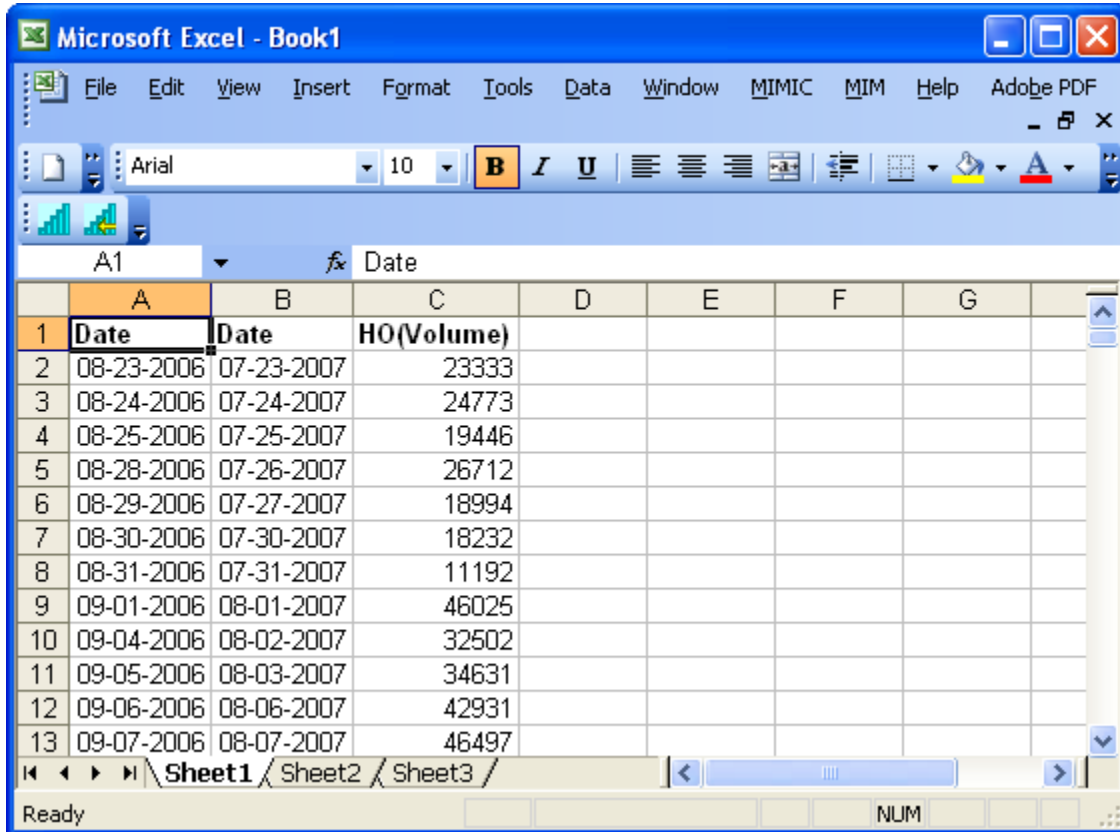 Microsoft Excel - Book1
File Edit View Insert Format Tools Data Window MIMIC MIM Help Adobe PDF
Arial 10 B I U A
A1 fx Date
A B C D E F G
1 Date Date HO(Volume)
2 08-23-2006 07-23-2007 23333
3 08-24-2006 07-24-2007 24773
4 08-25-2006 07-25-2007 19446
5 08-28-2006 07-26-2007 26712
6 08-29-2006 07-27-2007 18994
7 08-30-2006 07-30-2007 18232
8 08-31-2006 07-31-2007 11192
9 09-01-2006 08-01-2007 46025
10 09-04-2006 08-02-2007 32502
11 09-05-2006 08-03-2007 34631
12 09-06-2006 08-06-2007 42931
13 09-07-2006 08-07-2007 46497
Sheet1 Sheet2 Sheet3
Ready NUM